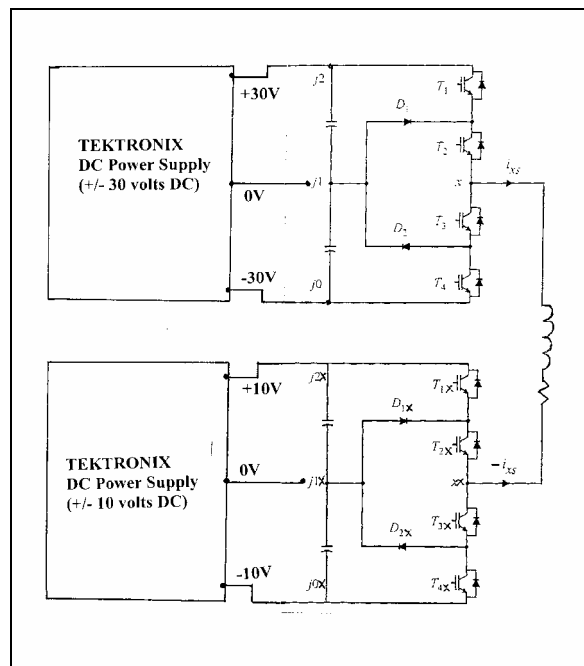 +30V
j2
T1
TEKTRONIX
DC Power Supply
(+/- 30 volts DC)
D1
T2
0V
j1
x
ixs
T3
D2
-30V
j0
T4
+10V
j2x
T1x
D1x
T2x
TEKTRONIX
DC Power Supply
(+/- 10 volts DC)
0V
j1x
xx
-ixs
T3x
D2x
-10V
j0x
T4x